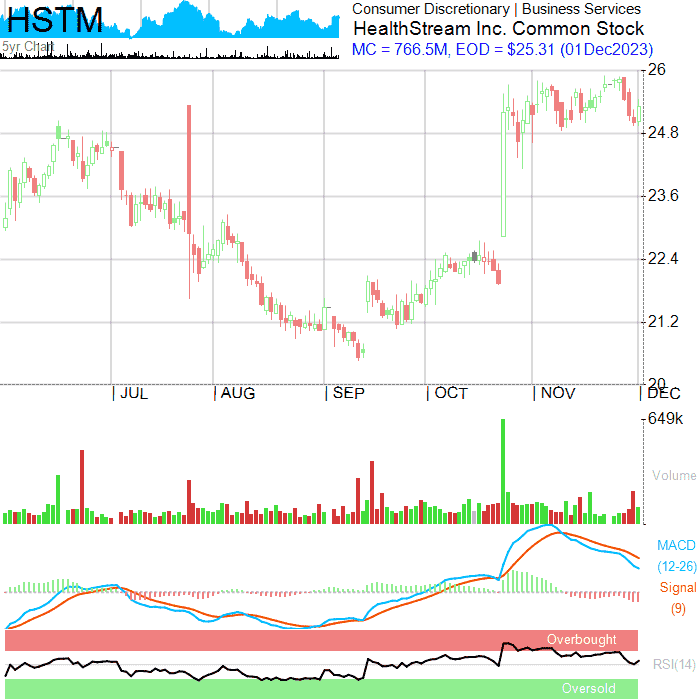 HSTM
5yr Chart
Consumer Discretionary | Business Services
HealthStream Inc. Common Stock
MC = 766.5M, EOD = $25.31 (01Dec2023)
26
24.8
23.6
22.4
21.2
20
| JUL | AUG | SEP | OCT | NOV | DEC
649k
Volume
MACD
(12-26)
Signal
(9)
Overbought
RSI(14)
Oversold